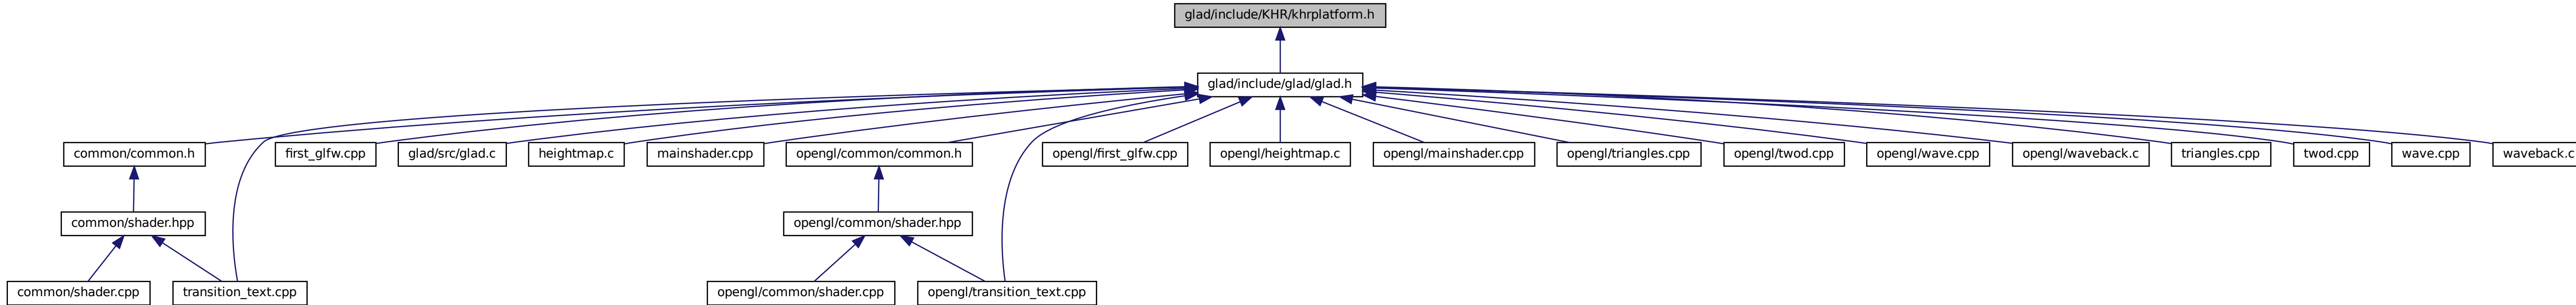 glad/include/KHR/khrplatform.h
glad/include/glad/glad.h
common/common.h
first_glfw.cpp
glad/src/glad.c
heightmap.c
mainshader.cpp
opengl/common/common.h
opengl/first_glfw.cpp
opengl/heightmap.c
opengl/mainshader.cpp
opengl/triangles.cpp
opengl/twod.cpp
opengl/wave.cpp
opengl/waveback.c
triangles.cpp
twod.cpp
wave.cpp
waveback.c
common/shader.hpp
opengl/common/shader.hpp
common/shader.cpp
transition_text.cpp
opengl/common/shader.cpp
opengl/transition_text.cpp